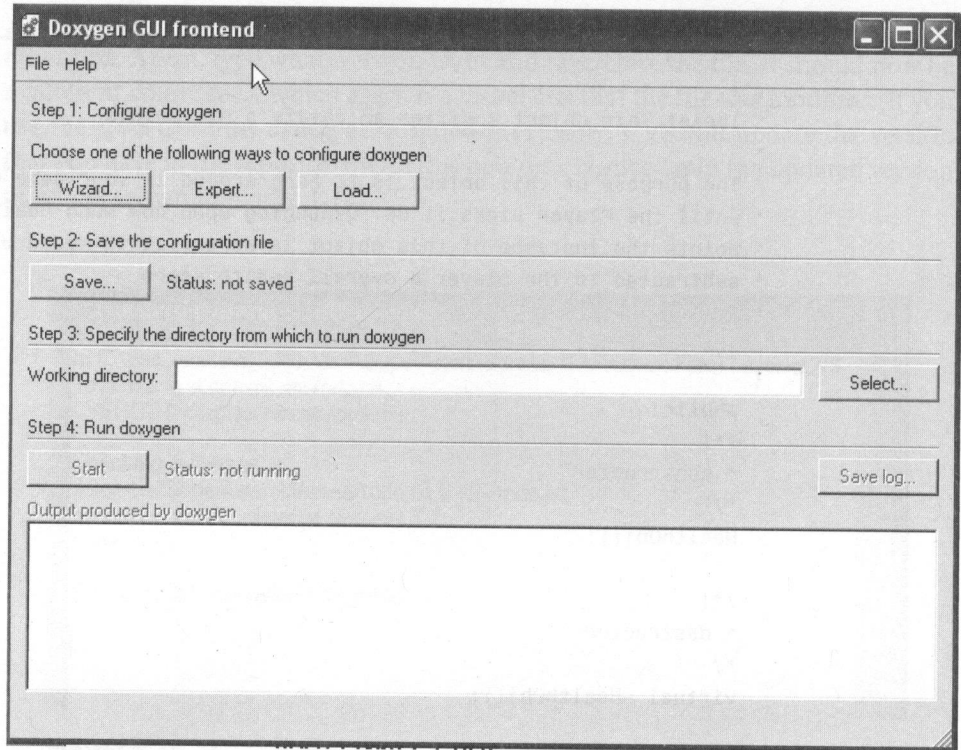 Doxygen GUI frontend
File Help
Step 1: Configure doxygen
Choose one of the following ways to configure doxygen
Wizard... Expert... Load...
Step 2: Save the configuration file
Save... Status: not saved
Step 3: Specify the directory from which to run doxygen
Working directory: Select...
Step 4: Run doxygen
Start Status: not running Save log...
Output produced by doxygen